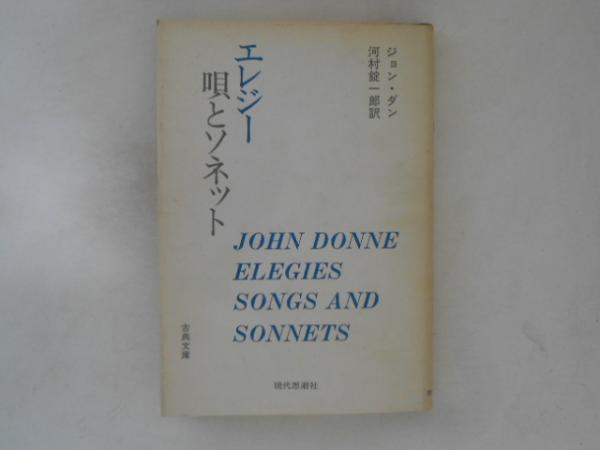 ジョン・ダン
河村錠一郎訳
エレジー
唄とソネット
JOHN DONNE
ELEGIES
SONGS AND
SONNETS
古典文庫
現代思潮社